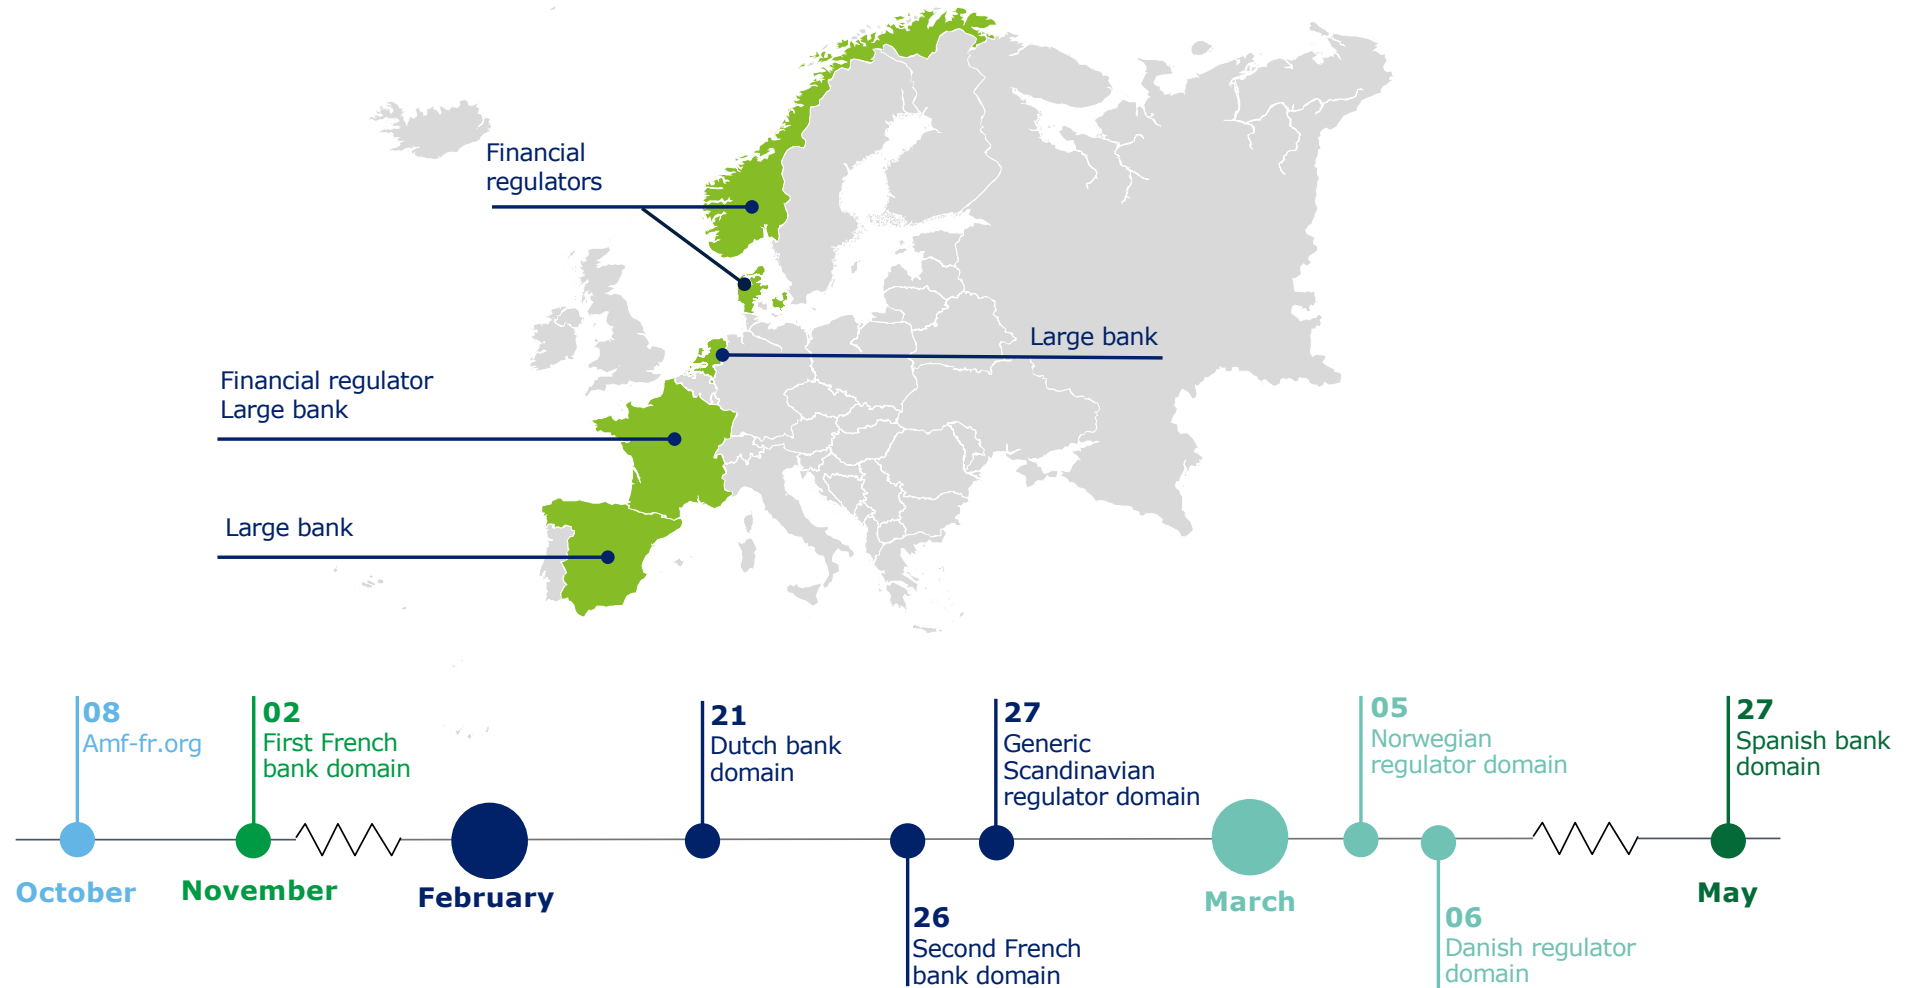 Financial
regulators
Large bank
Financial regulator
Large bank
Large bank
08
Amf-fr.org
02
First French
bank domain
21
Dutch bank
domain
27
Generic
Scandinavian
regulator domain
05
Norwegian
regulator domain
27
Spanish bank
domain
October
November
February
March
May
26
Second French
bank domain
06
Danish regulator
domain